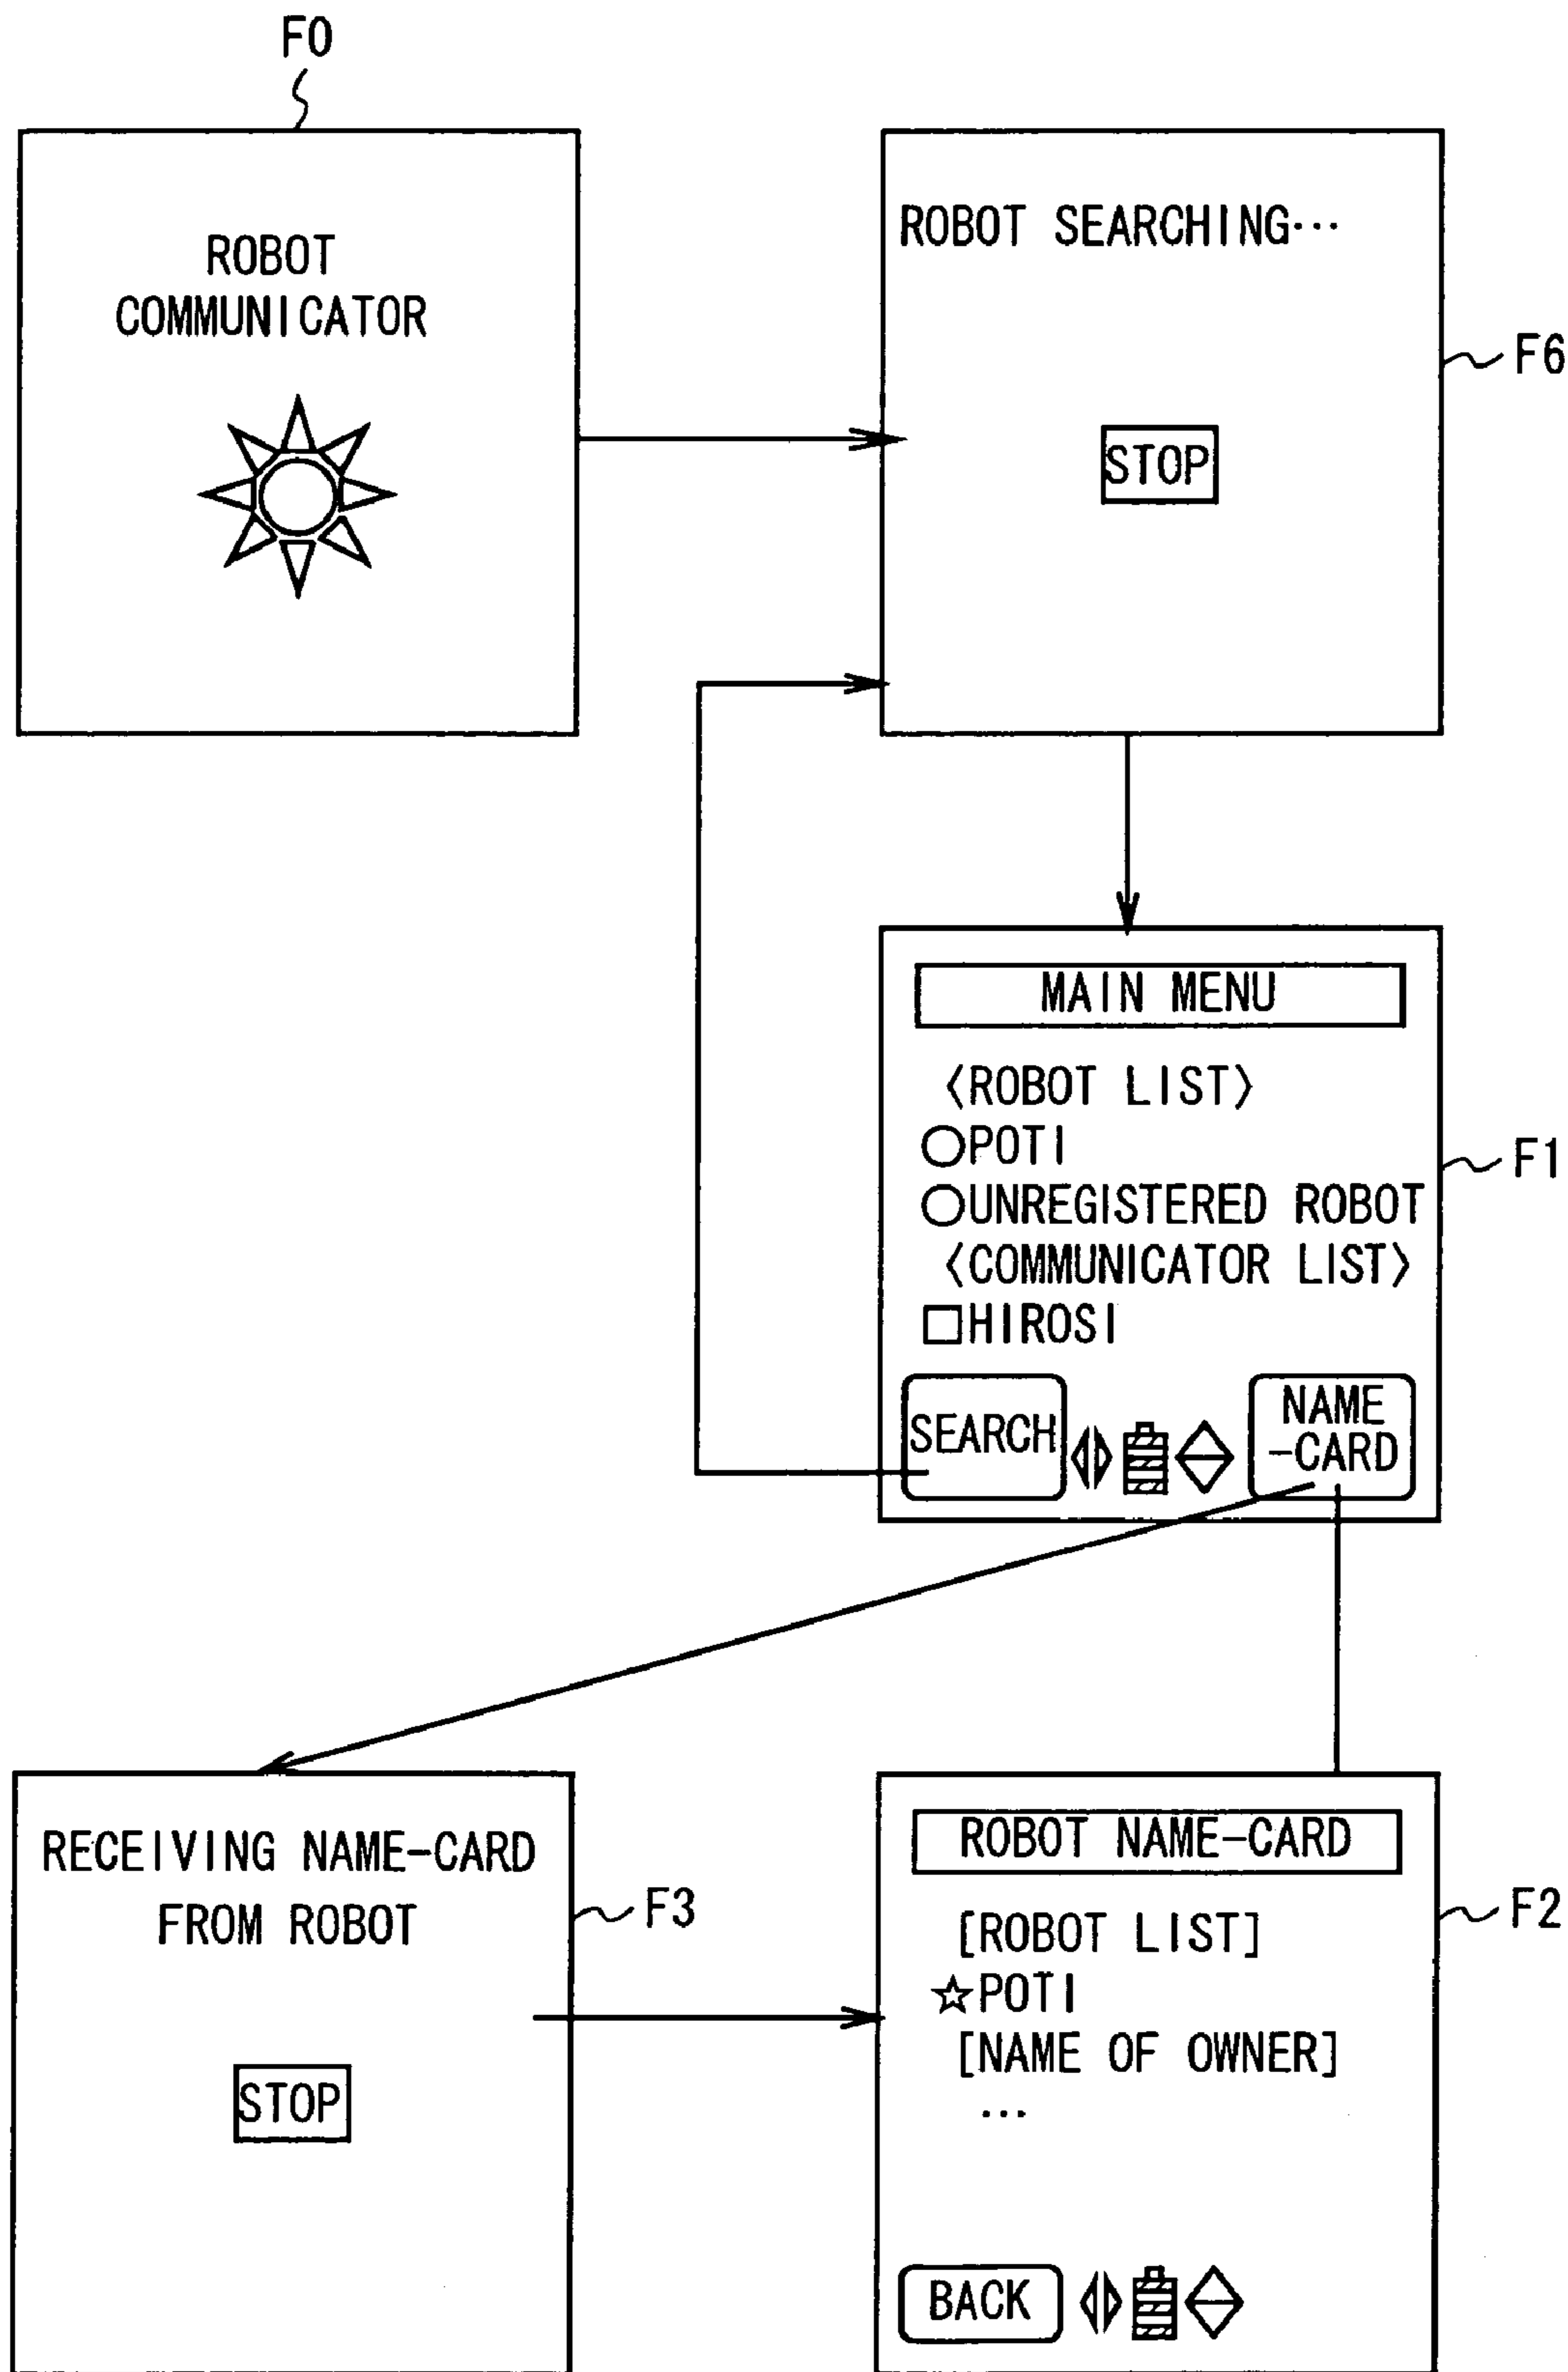 F0
ROBOT
COMMUNICATOR
ROBOT SEARCHING···
STOP
F6
MAIN MENU
〈ROBOT LIST〉
○POTI
○UNREGISTERED ROBOT
〈COMMUNICATOR LIST〉
□HIROSI
SEARCH
NAME
-CARD
F1
RECEIVING NAME-CARD
FROM ROBOT
STOP
F3
ROBOT NAME-CARD
[ROBOT LIST]
☆POTI
[NAME OF OWNER]
···
BACK
F2